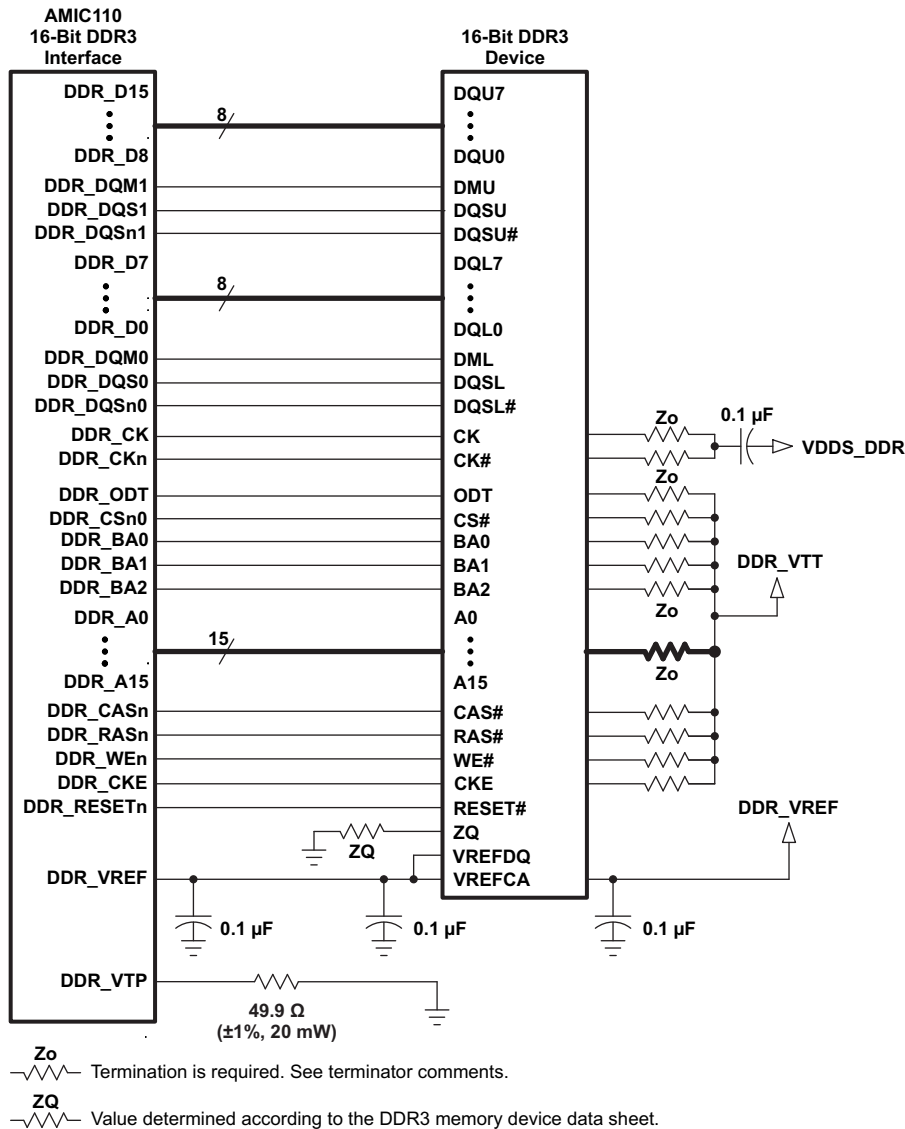 AMIC110
16-Bit DDR3
Interface
16-Bit DDR3
Device
DDR_D15
DQU7
8
DDR_D8
DQU0
DDR_DQM1
DMU
DDR_DQS1
DQSU
DDR_DQSn1
DQSU#
DDR_D7
DQL7
8
DDR_D0
DQL0
DDR_DQM0
DML
DDR_DQS0
DQSL
DDR_DQSn0
DQSL#
Zo
0.1 µF
DDR_CK
CK
VDDS_DDR
DDR_CKn
CK#
Zo
DDR_ODT
ODT
DDR_CSn0
CS#
DDR_BA0
BA0
DDR_BA1
BA1
DDR_VTT
DDR_BA2
BA2
Zo
DDR_A0
A0
15
Zo
DDR_A15
A15
DDR_CASn
CAS#
DDR_RASn
RAS#
DDR_WEn
WE#
DDR_CKE
CKE
DDR_RESETn
RESET#
DDR_VREF
ZQ
ZQ
VREFDQ
DDR_VREF
VREFCA
0.1 µF
0.1 µF
0.1 µF
DDR_VTP
49.9 Ω
(±1%, 20 mW)
Zo
Termination is required. See terminator comments.
ZQ
Value determined according to the DDR3 memory device data sheet.